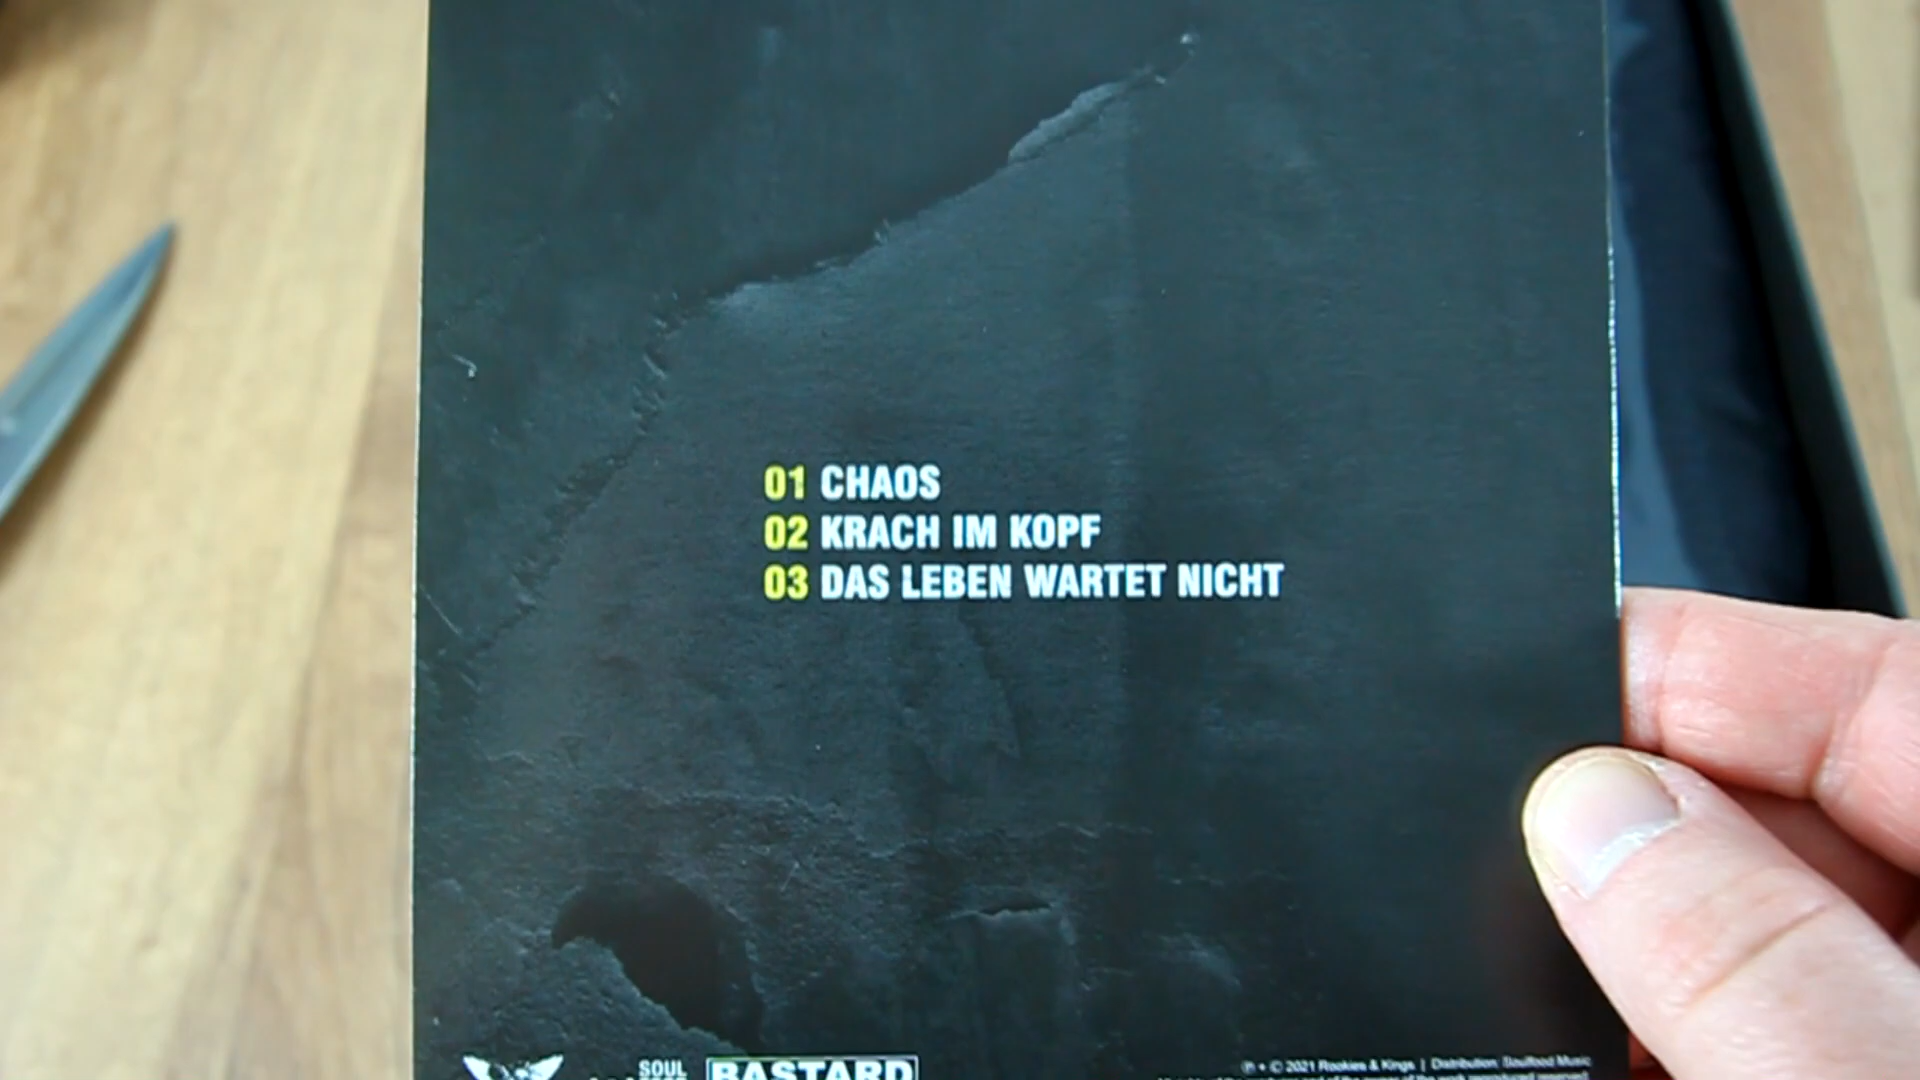 01 CHAOS
02 KRACH IM KOPF
03 DAS LEBEN WARTET NICHT
SOUL
BASTARD
℗ + © 2021 Rookies & Kings | Distribution: Soulfood Music